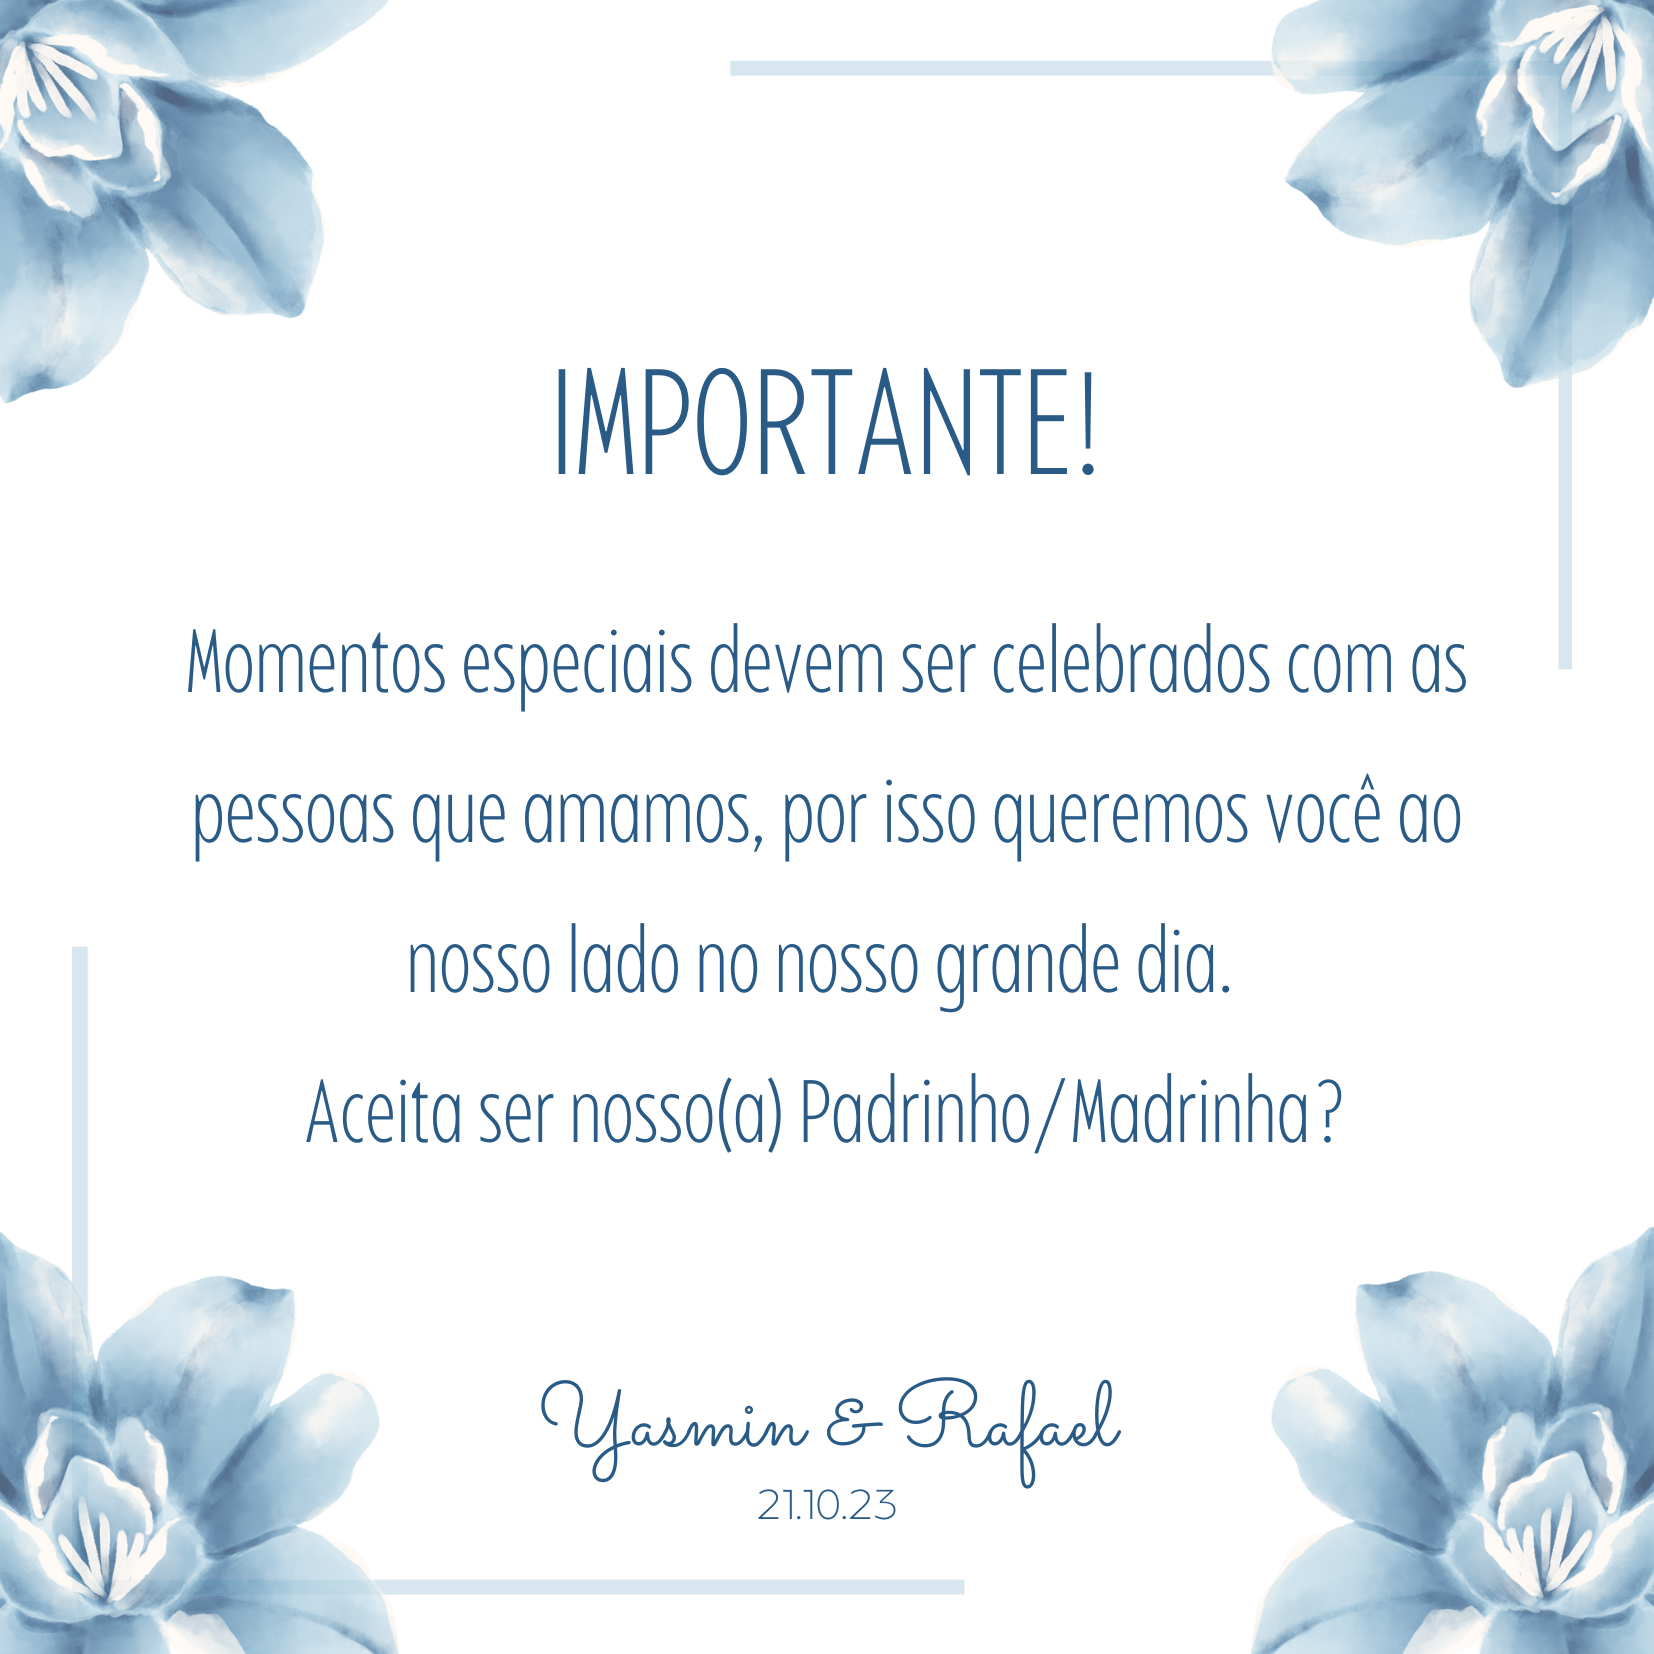 IMPORTANTE!
Momentos especiais devem ser celebrados com as
pessoas que amamos, por isso queremos você ao
nosso lado no nosso grande dia.
Aceita ser nosso(a) Padrinho/Madrinha?
Yasmin & Rafael
21.10.23